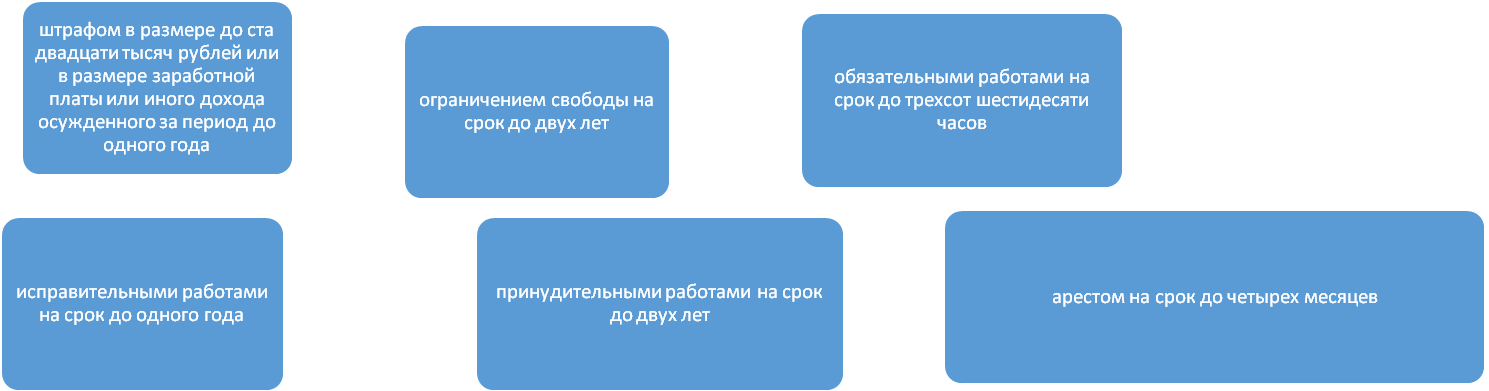 штрафом в размере до ста
двадцати тысяч рублей или
в размере заработной
платы или иного дохода
осужденного за период до
одного года
ограничением свободы на
срок до двух лет
обязательными работами на
срок до трехсот шестидесяти
часов
исправительными работами
на срок до одного года
принудительными работами на срок
до двух лет
арестом на срок до четырех месяцев